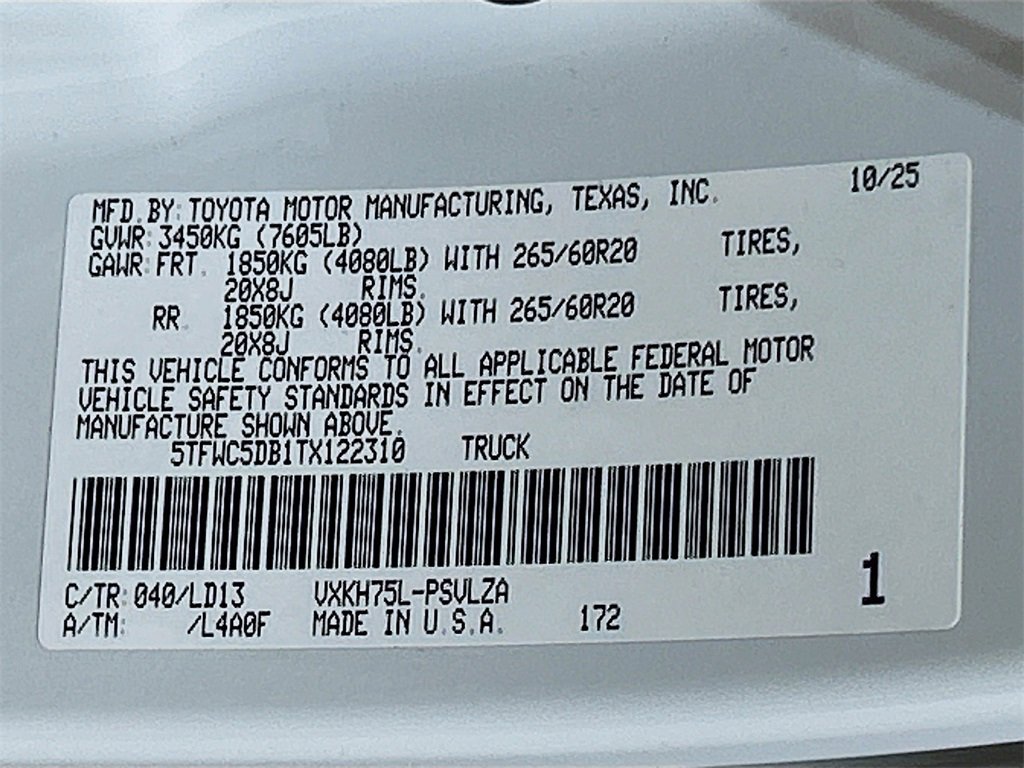 MFD. BY: TOYOTA MOTOR MANUFACTURING, TEXAS, INC. 10/25
GVWR: 3450KG (7605LB)
GAWR: FRT. 1850KG (4080LB) WITH 265/60R20 TIRES,
20X8J RIMS.
RR. 1850KG (4080LB) WITH 265/60R20 TIRES,
20X8J RIMS.
THIS VEHICLE CONFORMS TO ALL APPLICABLE FEDERAL MOTOR
VEHICLE SAFETY STANDARDS IN EFFECT ON THE DATE OF
MANUFACTURE SHOWN ABOVE.
5TFWC5DB1TX122310 TRUCK
C/TR: 040/LD13 VXKH75L-PSVLZA 1
A/TM: /L4A0F MADE IN U.S.A. 172